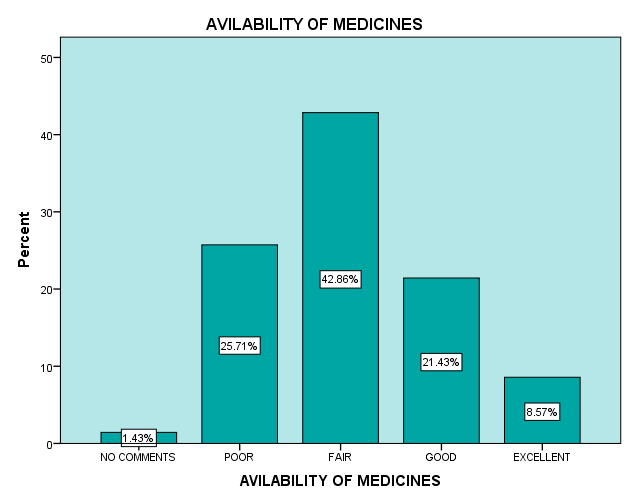 AVILABILITY OF MEDICINES
50
40
30
20
10
0
Percent
1.43%
25.71%
42.86%
21.43%
8.57%
NO COMMENTS
POOR
FAIR
GOOD
EXCELLENT
AVILABILITY OF MEDICINES